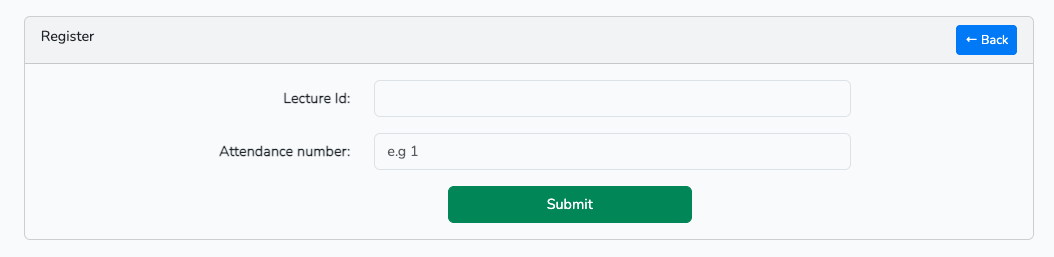 Register
← Back
Lecture Id:
Attendance number:
e.g 1
Submit